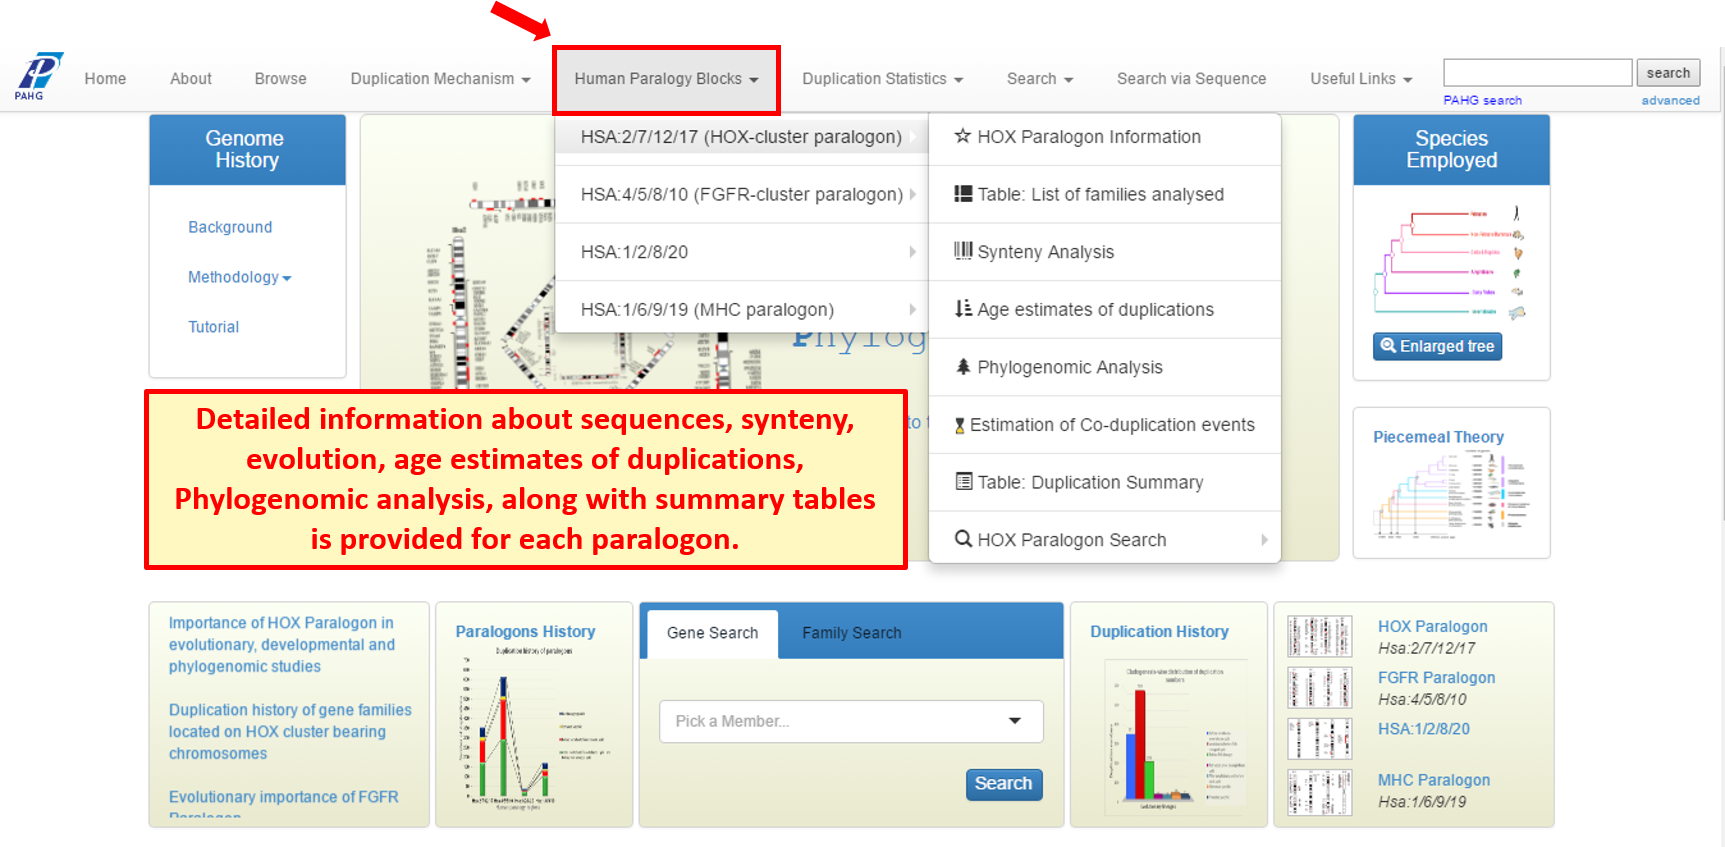 PAHG
Home
About
Browse
Duplication Mechanism
Human Paralogy Blocks
Duplication Statistics
Search
Search via Sequence
Useful Links
search
PAHG search
advanced
Genome
History
Background
Methodology
Tutorial
HSA:2/7/12/17 (HOX-cluster paralogon)
HSA:4/5/8/10 (FGFR-cluster paralogon)
HSA:1/2/8/20
HSA:1/6/9/19 (MHC paralogon)
HOX Paralogon Information
Table: List of families analysed
Synteny Analysis
Age estimates of duplications
Phylogenomic Analysis
Estimation of Co-duplication events
Table: Duplication Summary
HOX Paralogon Search
Phylog
to
Detailed information about sequences, synteny,
evolution, age estimates of duplications,
Phylogenomic analysis, along with summary tables
is provided for each paralogon.
Species
Employed
Enlarged tree
Piecemeal Theory
Importance of HOX Paralogon in
evolutionary, developmental and
phylogenomic studies
Duplication history of gene families
located on HOX cluster bearing
chromosomes
Evolutionary importance of FGFR
Paralogon
Paralogons History
Duplication history of paralogons
Gene Search
Family Search
Pick a Member...
Search
Duplication History
HOX Paralogon
Hsa:2/7/12/17
FGFR Paralogon
Hsa:4/5/8/10
HSA:1/2/8/20
MHC Paralogon
Hsa:1/6/9/19